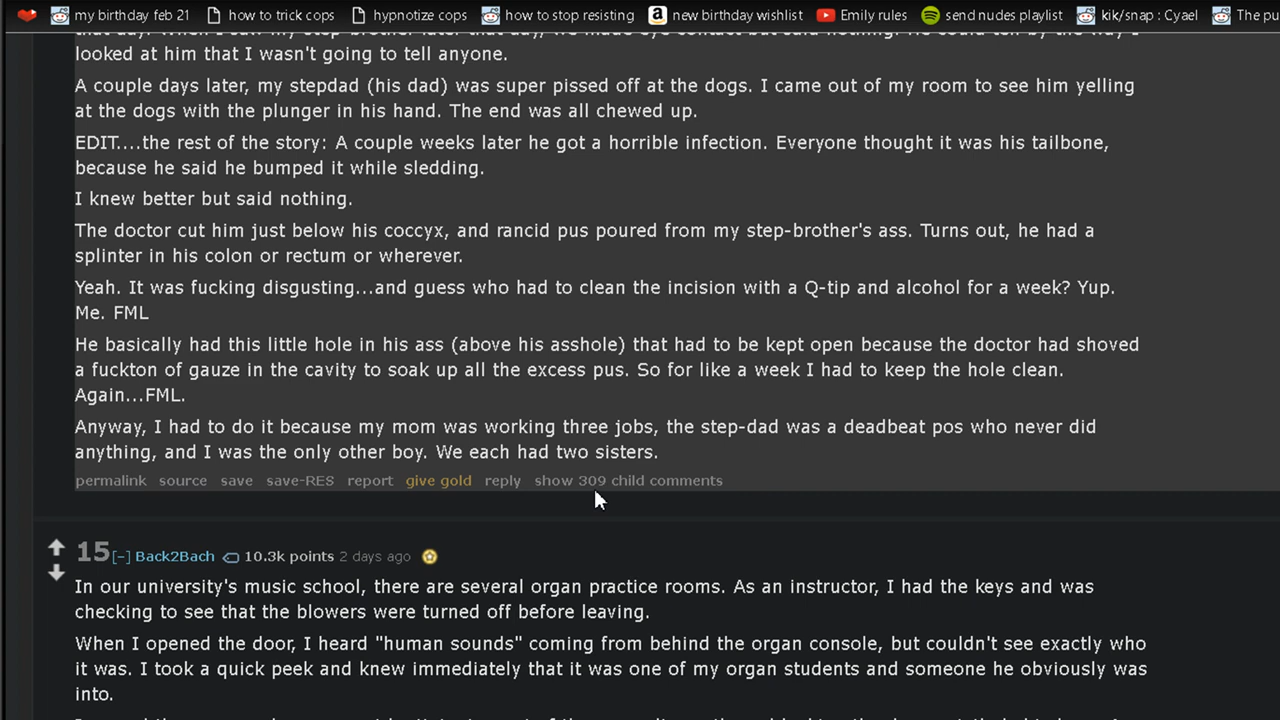 my birthday feb 21 how to trick cops hypnotize cops how to stop resisting new birthday wishlist Emily rules send nudes playlist kik/snap : Cyael The pu
looked at him that I wasn't going to tell anyone.
A couple days later, my stepdad (his dad) was super pissed off at the dogs. I came out of my room to see him yelling
at the dogs with the plunger in his hand. The end was all chewed up.
EDIT....the rest of the story: A couple weeks later he got a horrible infection. Everyone thought it was his tailbone,
because he said he bumped it while sledding.
I knew better but said nothing.
The doctor cut him just below his coccyx, and rancid pus poured from my step-brother's ass. Turns out, he had a
splinter in his colon or rectum or wherever.
Yeah. It was fucking disgusting...and guess who had to clean the incision with a Q-tip and alcohol for a week? Yup.
Me. FML
He basically had this little hole in his ass (above his asshole) that had to be kept open because the doctor had shoved
a fuckton of gauze in the cavity to soak up all the excess pus. So for like a week I had to keep the hole clean.
Again...FML.
Anyway, I had to do it because my mom was working three jobs, the step-dad was a deadbeat pos who never did
anything, and I was the only other boy. We each had two sisters.
permalink source save save-RES report give gold reply show 309 child comments
15 [-] Back2Bach 10.3k points 2 days ago
In our university's music school, there are several organ practice rooms. As an instructor, I had the keys and was
checking to see that the blowers were turned off before leaving.
When I opened the door, I heard "human sounds" coming from behind the organ console, but couldn't see exactly who
it was. I took a quick peek and knew immediately that it was one of my organ students and someone he obviously was
into.